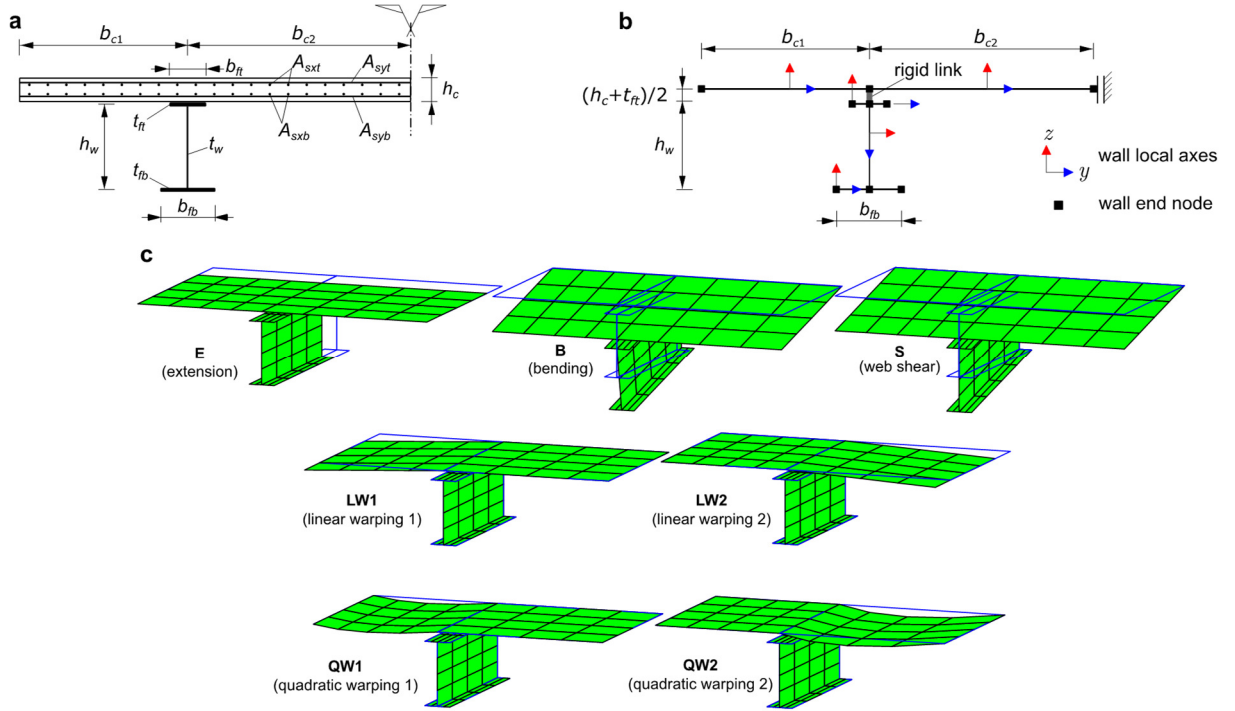 a
b_c1
b_c2
b_ft
A_sxt
A_syt
h_c
t_ft
h_w
t_w
A_sxb
A_syb
t_fb
b_fb
b
b_c1
b_c2
rigid link
(h_c+t_ft)/2
h_w
z
y
wall local axes
wall end node
b_fb
c
E
(extension)
B
(bending)
S
(web shear)
LW1
(linear warping 1)
LW2
(linear warping 2)
QW1
(quadratic warping 1)
QW2
(quadratic warping 2)